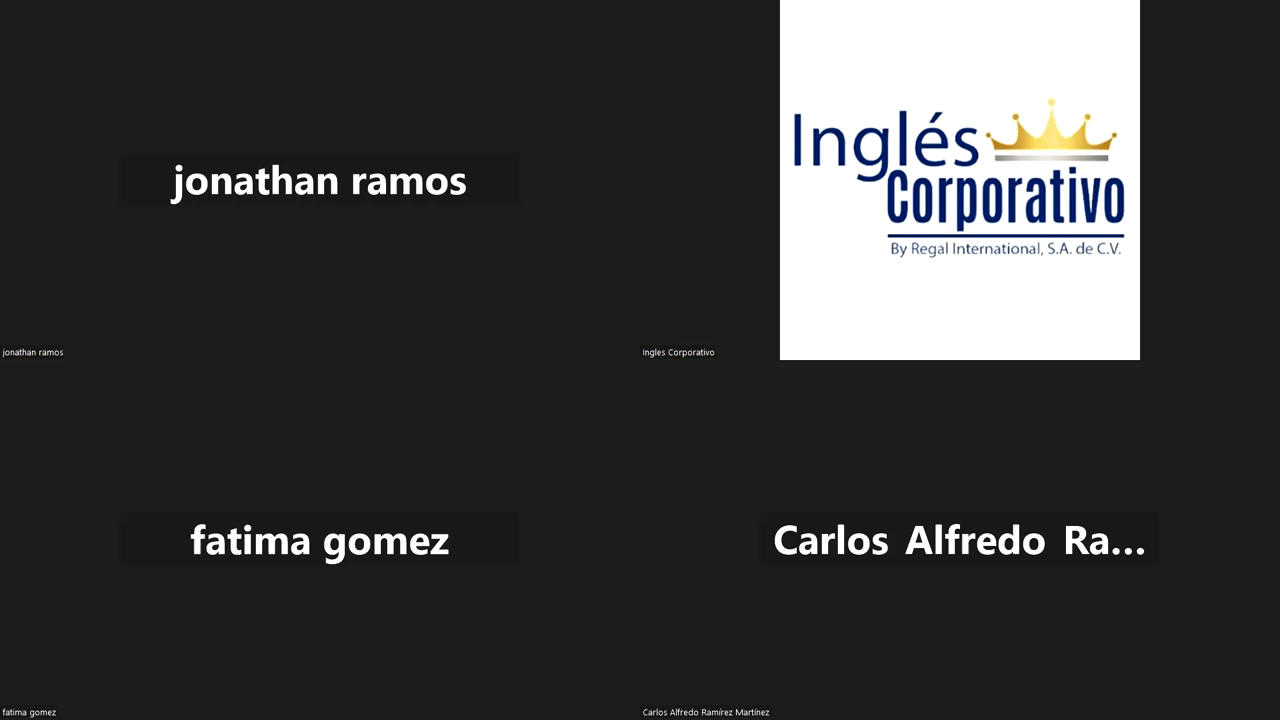 jonathan ramos
jonathan ramos
Inglés
Corporativo
By Regal International, S.A. de C.V.
Ingles Corporativo
fatima gomez
fatima gomez
Carlos Alfredo Ra...
Carlos Alfredo Ramírez Martínez